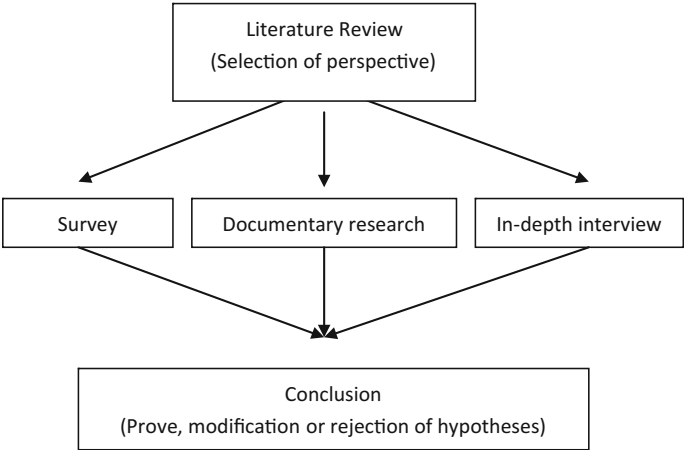 Literature Review
(Selection of perspective)
Survey
Documentary research
In-depth interview
Conclusion
(Prove, modification or rejection of hypotheses)